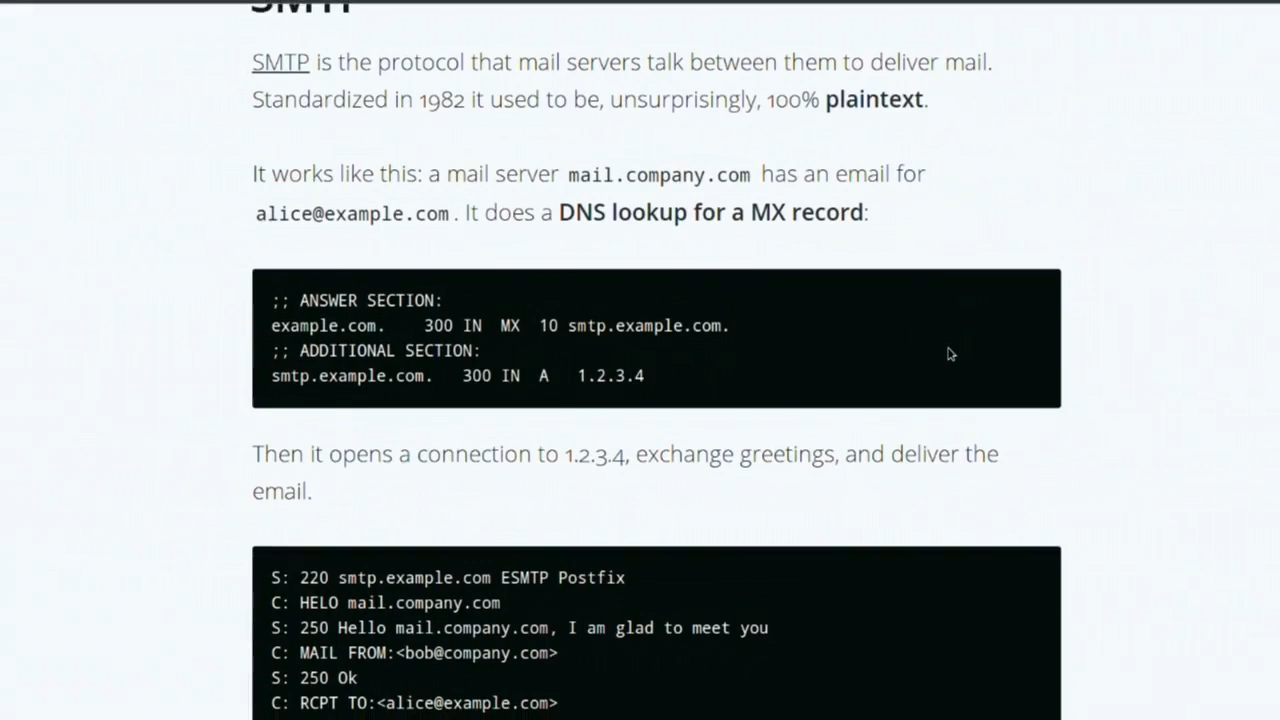 SMTP
SMTP is the protocol that mail servers talk between them to deliver mail.
Standardized in 1982 it used to be, unsurprisingly, 100% plaintext.
It works like this: a mail server mail.company.com has an email for
alice@example.com. It does a DNS lookup for a MX record:
;; ANSWER SECTION:
example.com.    300 IN  MX  10 smtp.example.com.
;; ADDITIONAL SECTION:
smtp.example.com.   300 IN  A   1.2.3.4
Then it opens a connection to 1.2.3.4, exchange greetings, and deliver the
email.
S: 220 smtp.example.com ESMTP Postfix
C: HELO mail.company.com
S: 250 Hello mail.company.com, I am glad to meet you
C: MAIL FROM:<bob@company.com>
S: 250 Ok
C: RCPT TO:<alice@example.com>